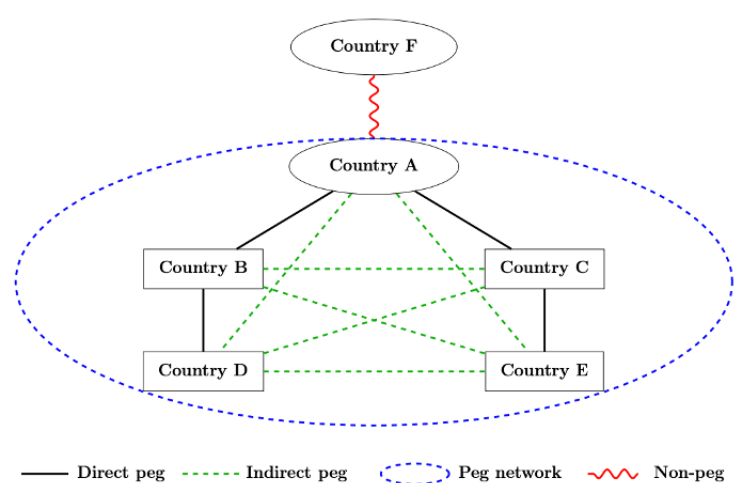 Country F
Country A
Country B Country C
Country D Country E
Direct peg Indirect peg Peg network Non-peg